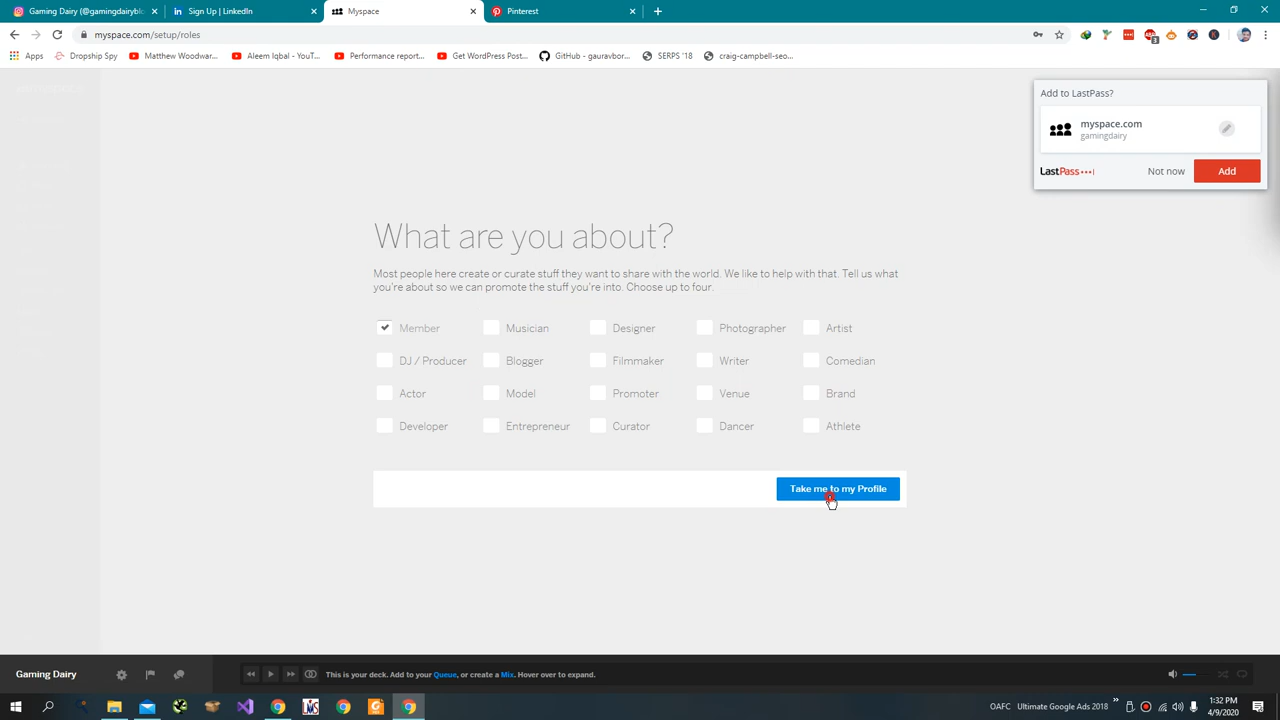 Gaming Dairy (@gamingdairyblo
Sign Up | LinkedIn
Myspace
Pinterest
myspace.com/setup/roles
Apps
Dropship Spy
Matthew Woodwar...
Aleem Iqbal - YouT...
Performance report...
Get WordPress Post...
GitHub - gauravbor...
SERPS '18
craig-campbell-seo...
Add to LastPass?
myspace.com
gamingdairy
LastPass
Not now
Add
What are you about?
Most people here create or curate stuff they want to share with the world. We like to help with that. Tell us what
you're about so we can promote the stuff you're into. Choose up to four.
Member Musician Designer Photographer Artist
DJ / Producer Blogger Filmmaker Writer Comedian
Actor Model Promoter Venue Brand
Developer Entrepreneur Curator Dancer Athlete
Take me to my Profile
Gaming Dairy
This is your deck. Add to your Queue, or create a Mix. Hover over to expand.
OAFC
Ultimate Google Ads 2018
1:32 PM
4/9/2020